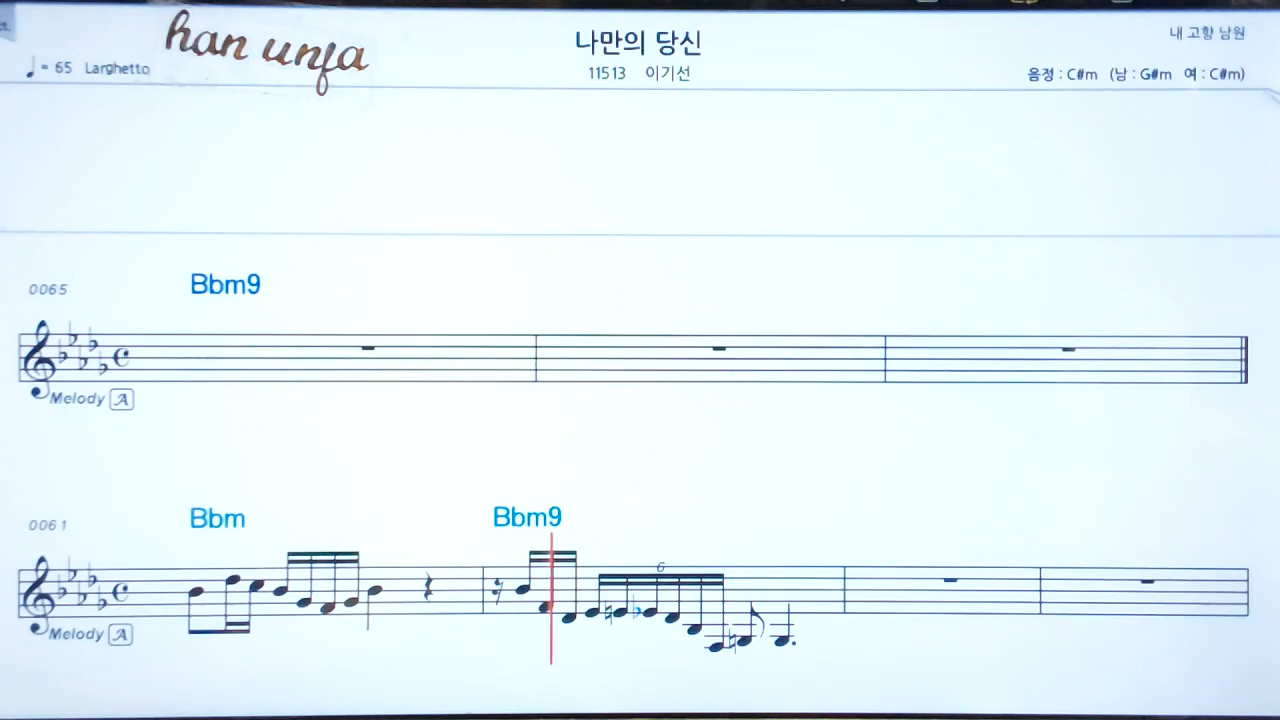 han unfa
나만의 당신
내 고향 남원
♩ = 65 Larghetto
11513 이기선
음정 : C#m (남 : G#m 여 : C#m)
Bbm9
0065
Melody A
Bbm Bbm9
0061
6
Melody A